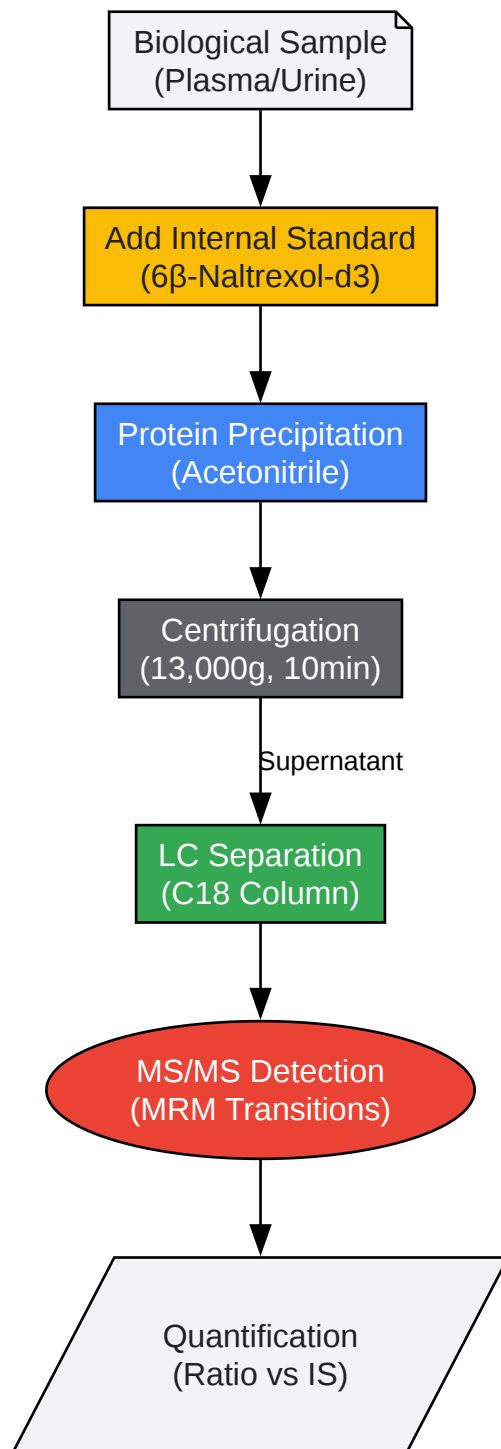 Biological Sample
(Plasma/Urine)
Add Internal Standard
(6β-Naltrexol-d3)
Protein Precipitation
(Acetonitrile)
Centrifugation
(13,000g, 10min)
Supernatant
LC Separation
(C18 Column)
MS/MS Detection
(MRM Transitions)
Quantification
(Ratio vs IS)